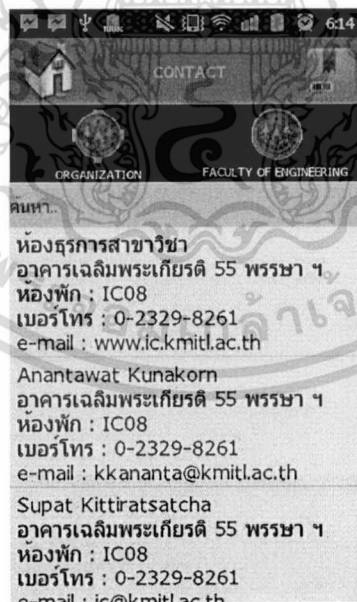 6:14
CONTACT
ORGANIZATION
FACULTY OF ENGINEERING
ค้นหา..
ห้องธุรการสาขาวิชา
อาคารเฉลิมพระเกียรติ 55 พรรษา ฯ
ห้องพัก : IC08
เบอร์โทร : 0-2329-8261
e-mail : www.ic.kmitl.ac.th
Anantawat Kunakorn
อาคารเฉลิมพระเกียรติ 55 พรรษา ฯ
ห้องพัก : IC08
เบอร์โทร : 0-2329-8261
e-mail : kkananta@kmitl.ac.th
Supat Kittiratsatcha
อาคารเฉลิมพระเกียรติ 55 พรรษา ฯ
ห้องพัก : IC08
เบอร์โทร : 0-2329-8261
e-mail : ic@kmitl.ac.th